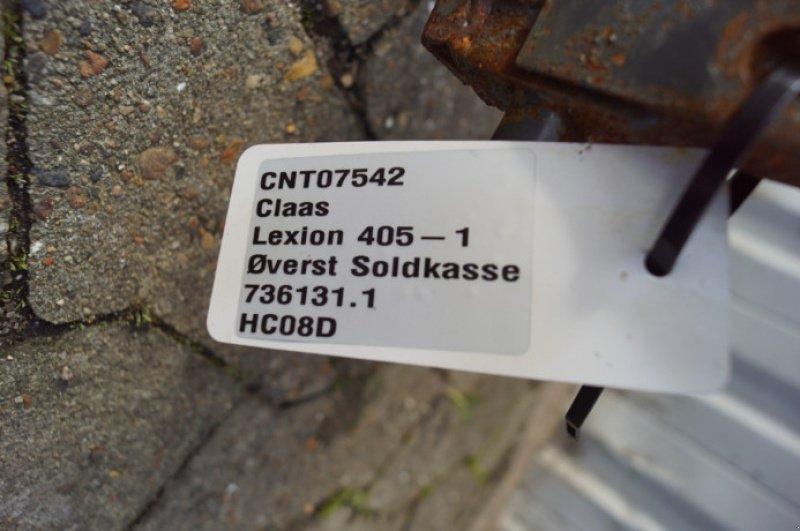 CNT07542
Claas
Lexion 405-1
Øverst Soldkasse
736131.1
HC08D